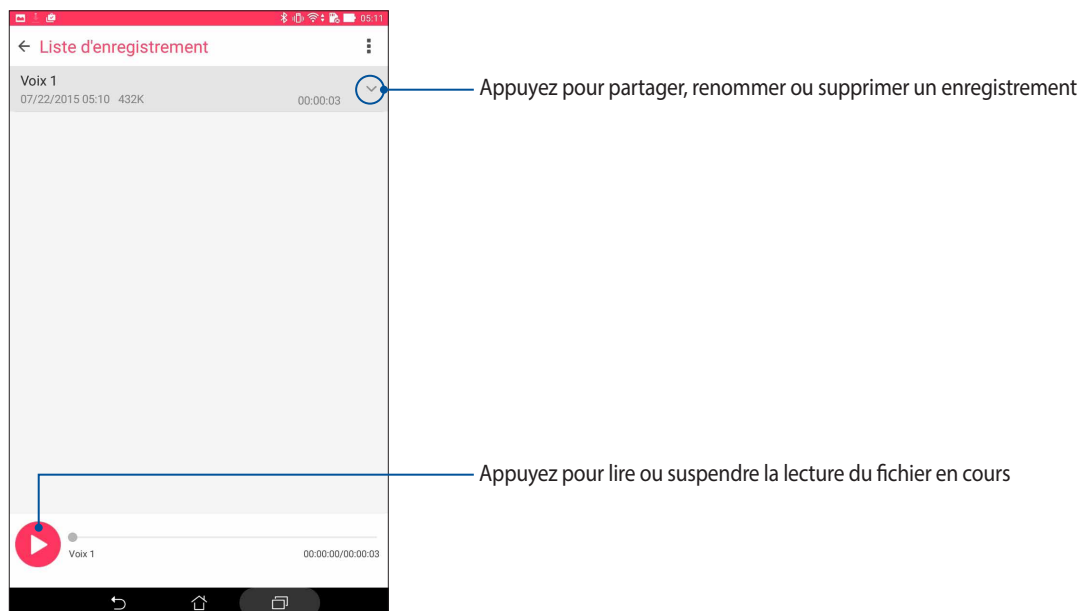 05:11
Liste d'enregistrement
Voix 1
07/22/2015 05:10 432K 00:00:03
Appuyez pour partager, renommer ou supprimer un enregistrement
Appuyez pour lire ou suspendre la lecture du fichier en cours
Voix 1 00:00:00/00:00:03